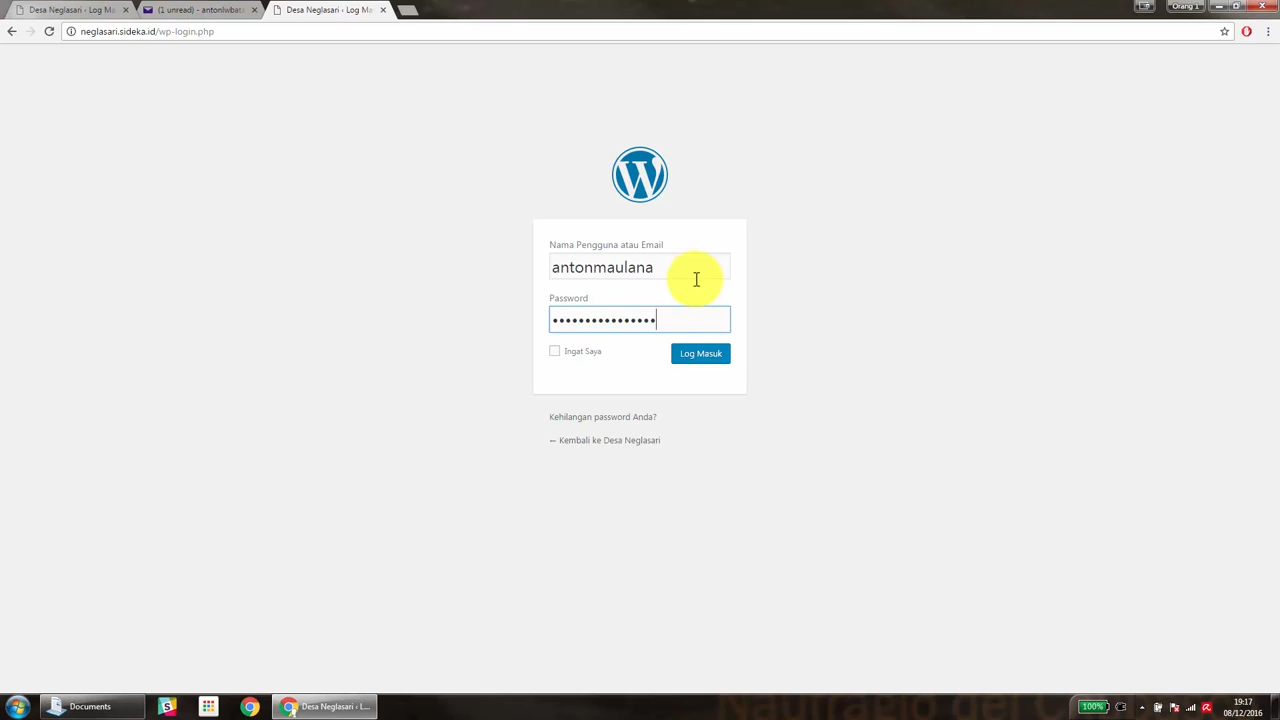 Desa Neglasari ‹ Log Ma
(1 unread) - antonlwbata
Desa Neglasari ‹ Log Ma
Orang 1
neglasari.sideka.id/wp-login.php
Nama Pengguna atau Email
antonmaulana
Password
••••••••••••••••
Ingat Saya
Log Masuk
Kehilangan password Anda?
← Kembali ke Desa Neglasari
Documents
Desa Neglasari ‹ L...
100%
19:17
08/12/2016